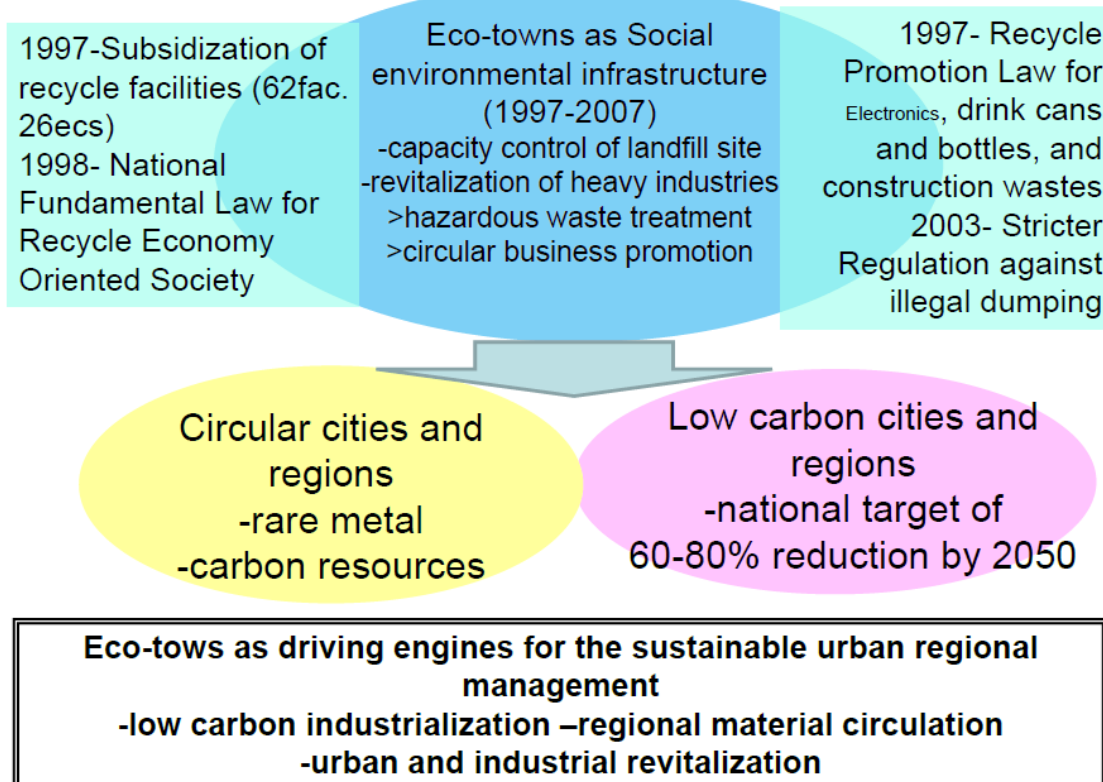 1997-Subsidization of
recycle facilities (62fac.
26ecs)
1998- National
Fundamental Law for
Recycle Economy
Oriented Society
Eco-towns as Social
environmental infrastructure
(1997-2007)
-capacity control of landfill site
-revitalization of heavy industries
>hazardous waste treatment
>circular business promotion
1997- Recycle
Promotion Law for
Electronics, drink cans
and bottles, and
construction wastes
2003- Stricter
Regulation against
illegal dumping
Circular cities and
regions
-rare metal
-carbon resources
Low carbon cities and
regions
-national target of
60-80% reduction by 2050
Eco-tows as driving engines for the sustainable urban regional
management
-low carbon industrialization –regional material circulation
-urban and industrial revitalization